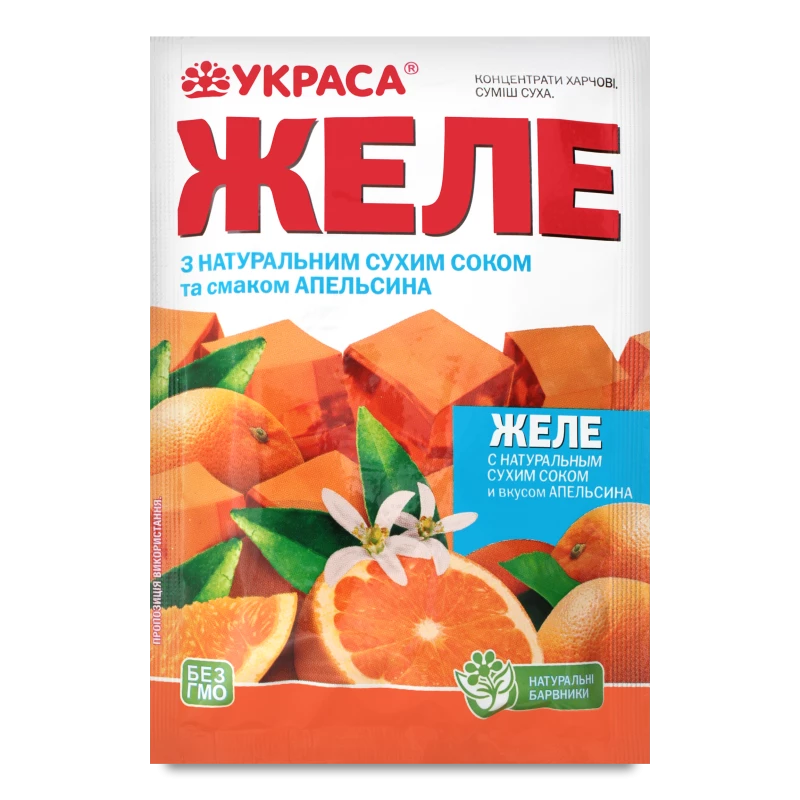 УКРАСА®
КОНЦЕНТРАТИ ХАРЧОВІ.
СУМІШ СУХА.
ЖЕЛЕ
З НАТУРАЛЬНИМ СУХИМ СОКОМ
та смаком АПЕЛЬСИНА
ЖЕЛЕ
С НАТУРАЛЬНЫМ
СУХИМ СОКОМ
и вкусом АПЕЛЬСИНА
ПРОПОЗИЦІЯ ВИКОРИСТАННЯ.
БЕЗ
ГМО
НАТУРАЛЬНІ
БАРВНИКИ